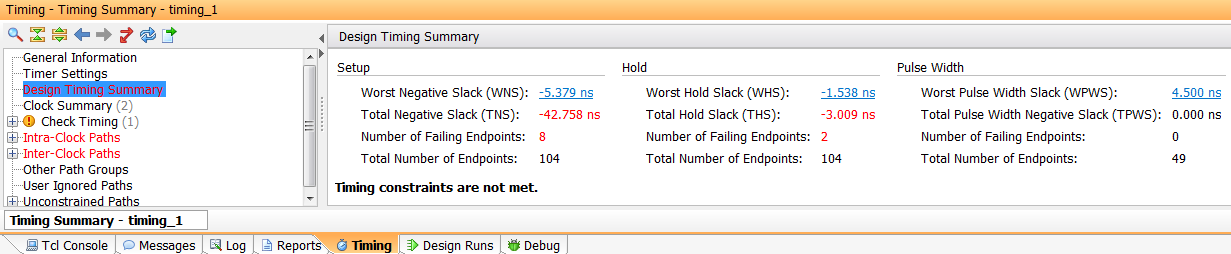 Timing - Timing Summary - timing_1
General Information
Timer Settings
Design Timing Summary
Clock Summary (2)
Check Timing (1)
Intra-Clock Paths
Inter-Clock Paths
Other Path Groups
User Ignored Paths
Unconstrained Paths
Timing Summary - timing_1
Design Timing Summary
Setup Hold Pulse Width
Worst Negative Slack (WNS): -5.379 ns Worst Hold Slack (WHS): -1.538 ns Worst Pulse Width Slack (WPWS): 4.500 ns
Total Negative Slack (TNS): -42.758 ns Total Hold Slack (THS): -3.009 ns Total Pulse Width Negative Slack (TPWS): 0.000 ns
Number of Failing Endpoints: 8 Number of Failing Endpoints: 2 Number of Failing Endpoints: 0
Total Number of Endpoints: 104 Total Number of Endpoints: 104 Total Number of Endpoints: 49
Timing constraints are not met.
Tcl Console Messages Log Reports Timing Design Runs Debug